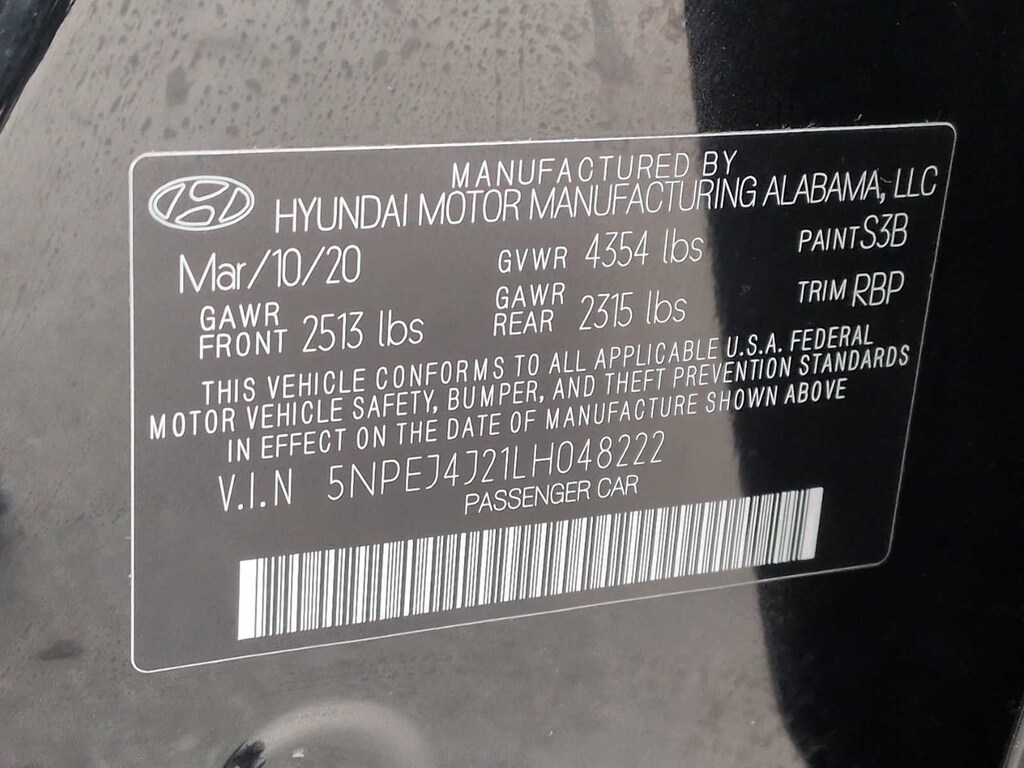 MANUFACTURED BY
HYUNDAI MOTOR MANUFACTURING ALABAMA, LLC
Mar/10/20 GVWR 4354 lbs PAINT S3B
GAWR FRONT 2513 lbs GAWR REAR 2315 lbs TRIM RBP
THIS VEHICLE CONFORMS TO ALL APPLICABLE U.S.A. FEDERAL
MOTOR VEHICLE SAFETY, BUMPER, AND THEFT PREVENTION STANDARDS
IN EFFECT ON THE DATE OF MANUFACTURE SHOWN ABOVE
V.I.N 5NPEJ4J21LH048222
PASSENGER CAR